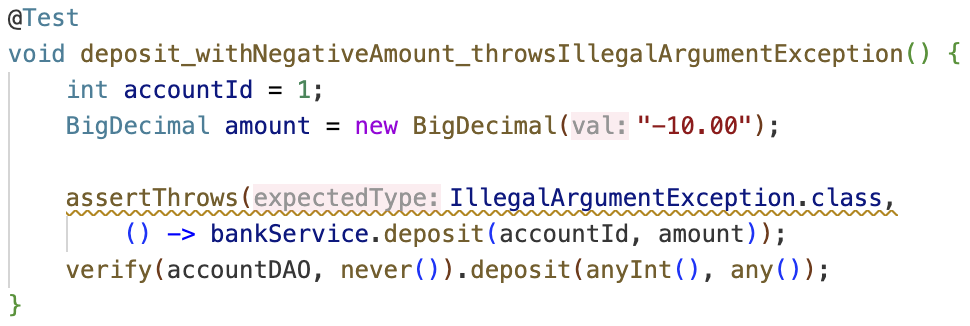 @Test
void deposit_withNegativeAmount_throwsIllegalArgumentException() {
    int accountId = 1;
    BigDecimal amount = new BigDecimal(val: "-10.00");

    assertThrows(expectedType: IllegalArgumentException.class,
        () -> bankService.deposit(accountId, amount));
    verify(accountDAO, never()).deposit(anyInt(), any());
}